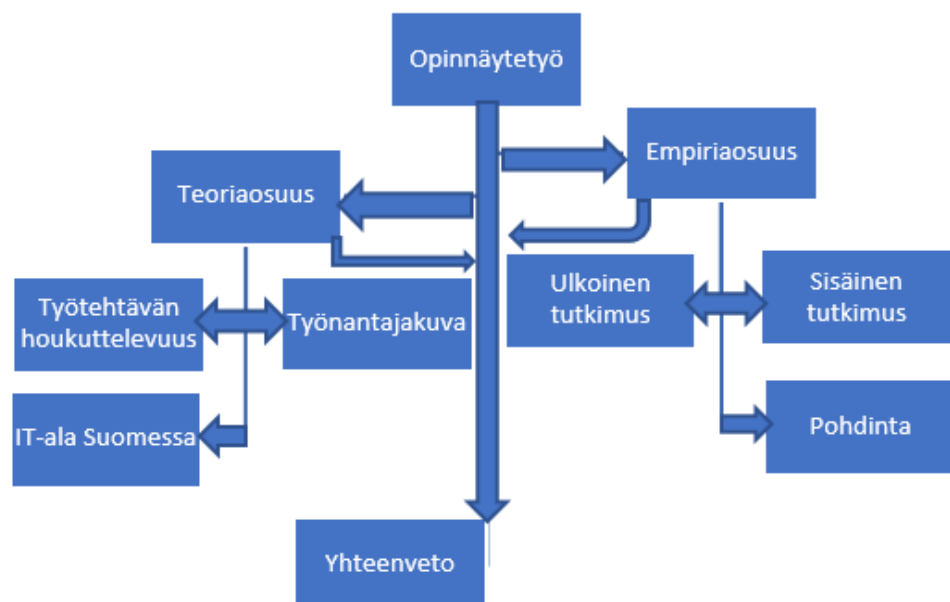 Opinnäytetyö
Empiriaosuus
Teoriaosuus
Työtehtävän
houkuttelevuus
Työnantajakuva
Ulkoinen
tutkimus
Sisäinen
tutkimus
IT-ala Suomessa
Pohdinta
Yhteenveto